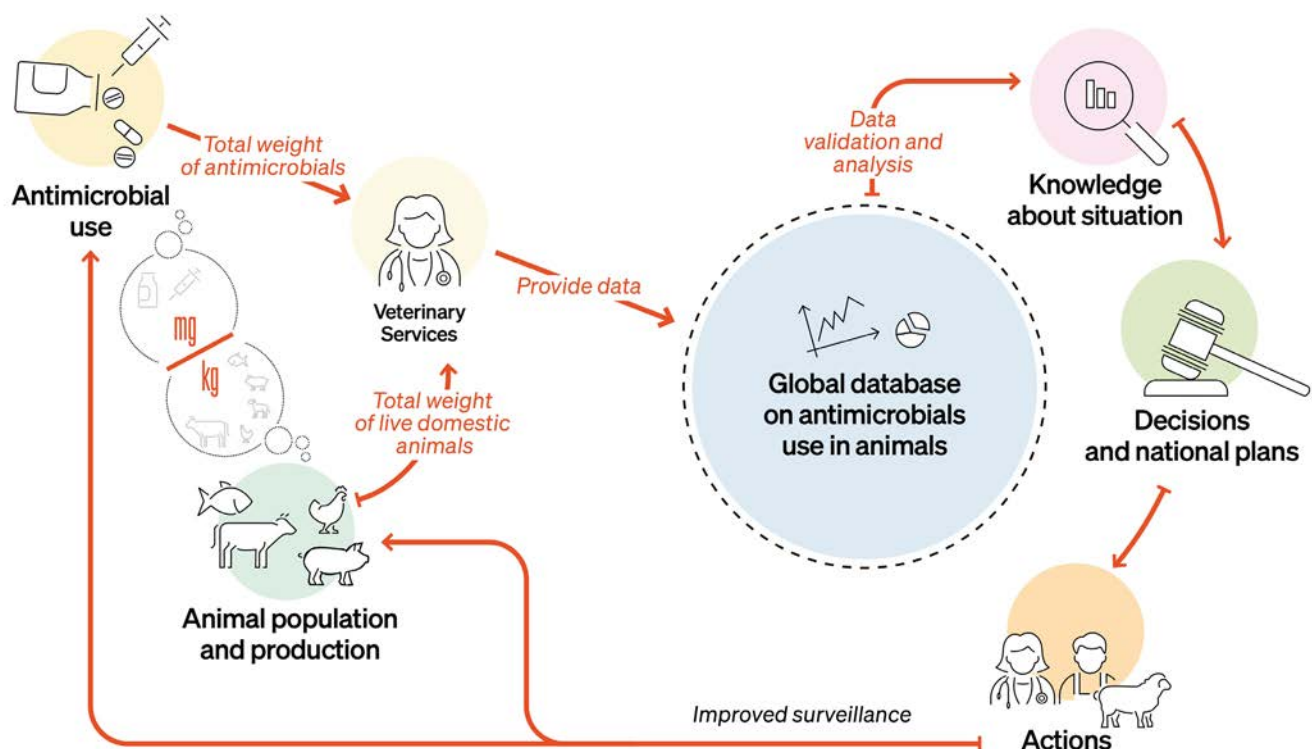 Antimicrobial
use
Total weight
of antimicrobials
mg
kg
Veterinary
Services
Total weight
of live domestic
animals
Animal population
and production
Provide data
Global database
on antimicrobials
use in animals
Data
validation and
analysis
Knowledge
about situation
Decisions
and national plans
Actions
Improved surveillance